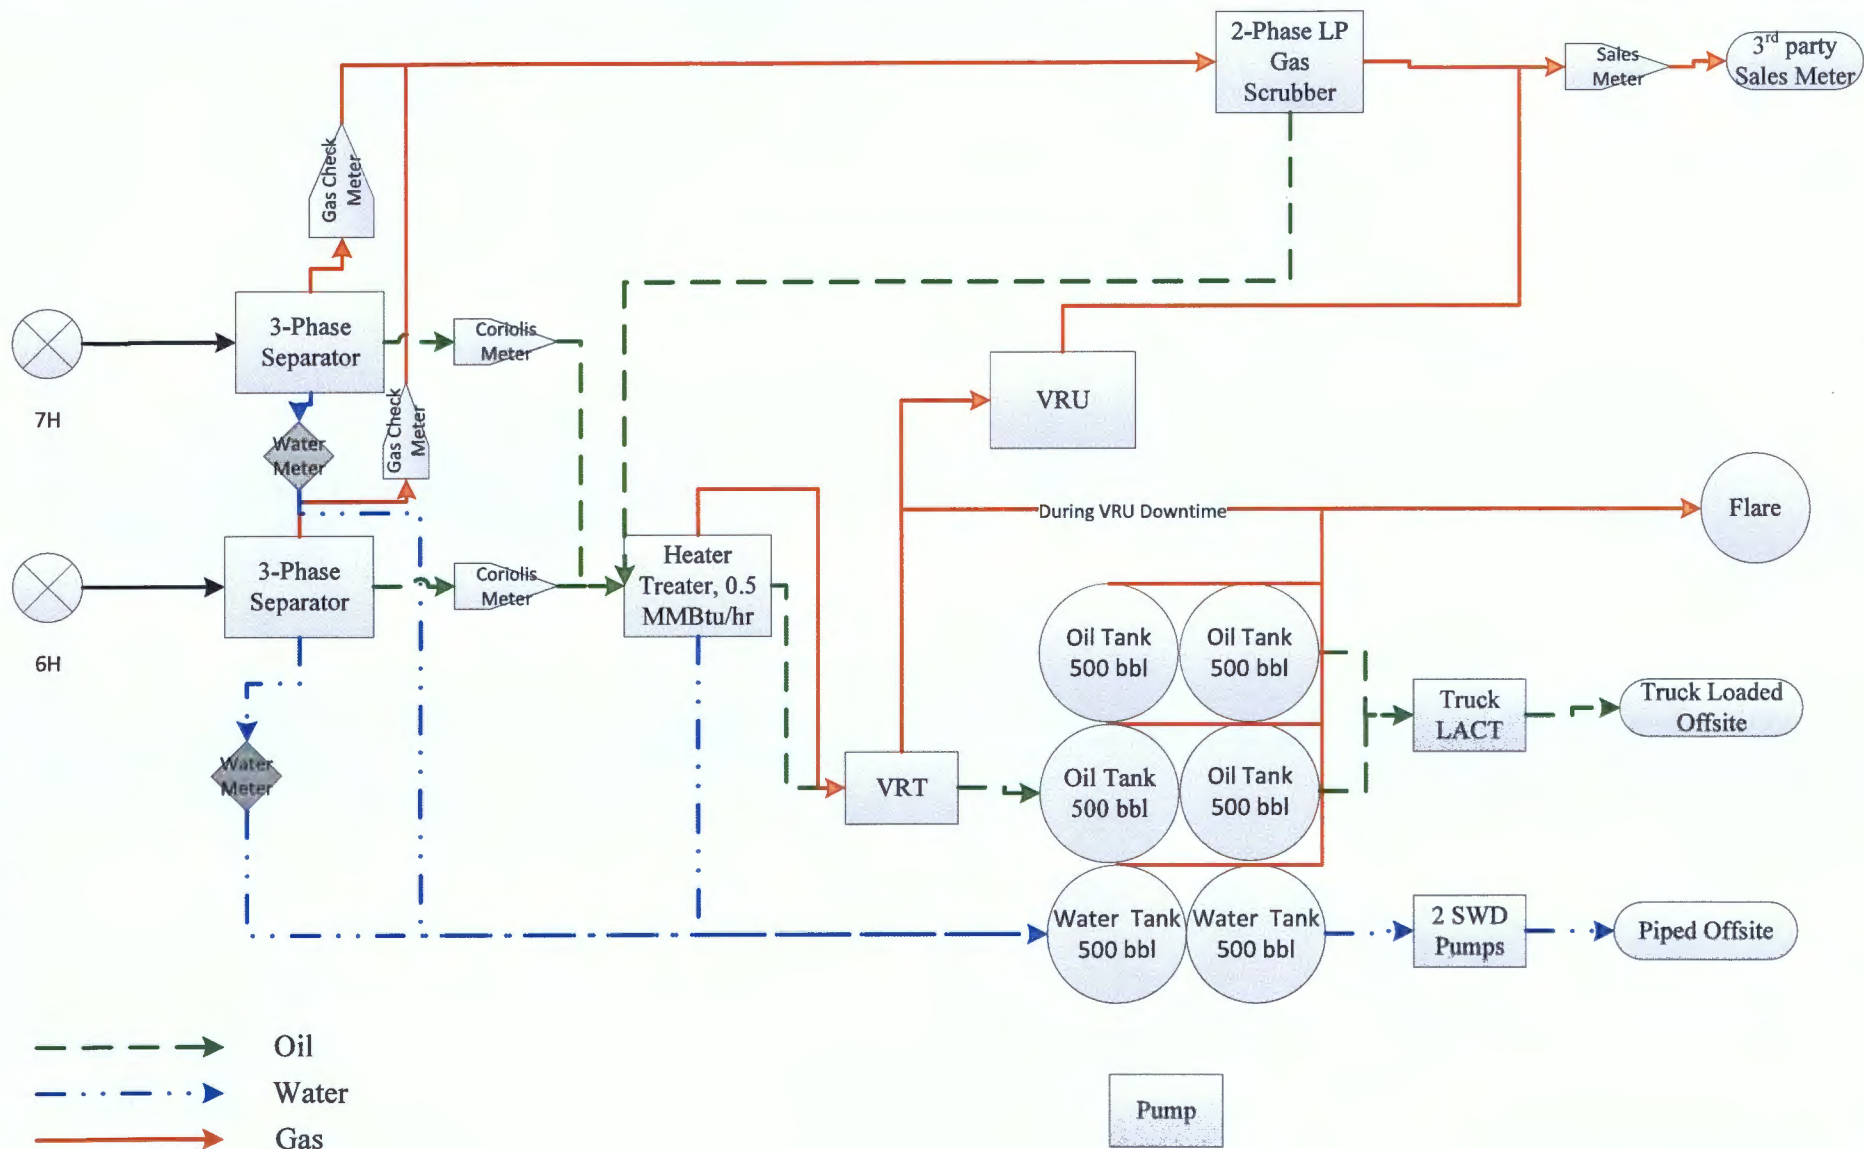 2-Phase LP
Gas
Scrubber
Sales
Meter
3rd party
Sales Meter
Gas Check
Meter
3-Phase
Separator
Coriolis
Meter
7H
Water
Meter
Gas Check
Meter
VRU
During VRU Downtime
Flare
3-Phase
Separator
Coriolis
Meter
Heater
Treater, 0.5
MMBtu/hr
6H
Oil Tank
500 bbl
Oil Tank
500 bbl
Truck
LACT
Truck Loaded
Offsite
Water
Meter
VRT
Oil Tank
500 bbl
Oil Tank
500 bbl
Water Tank
500 bbl
Water Tank
500 bbl
2 SWD
Pumps
Piped Offsite
Oil
Water
Gas
Pump